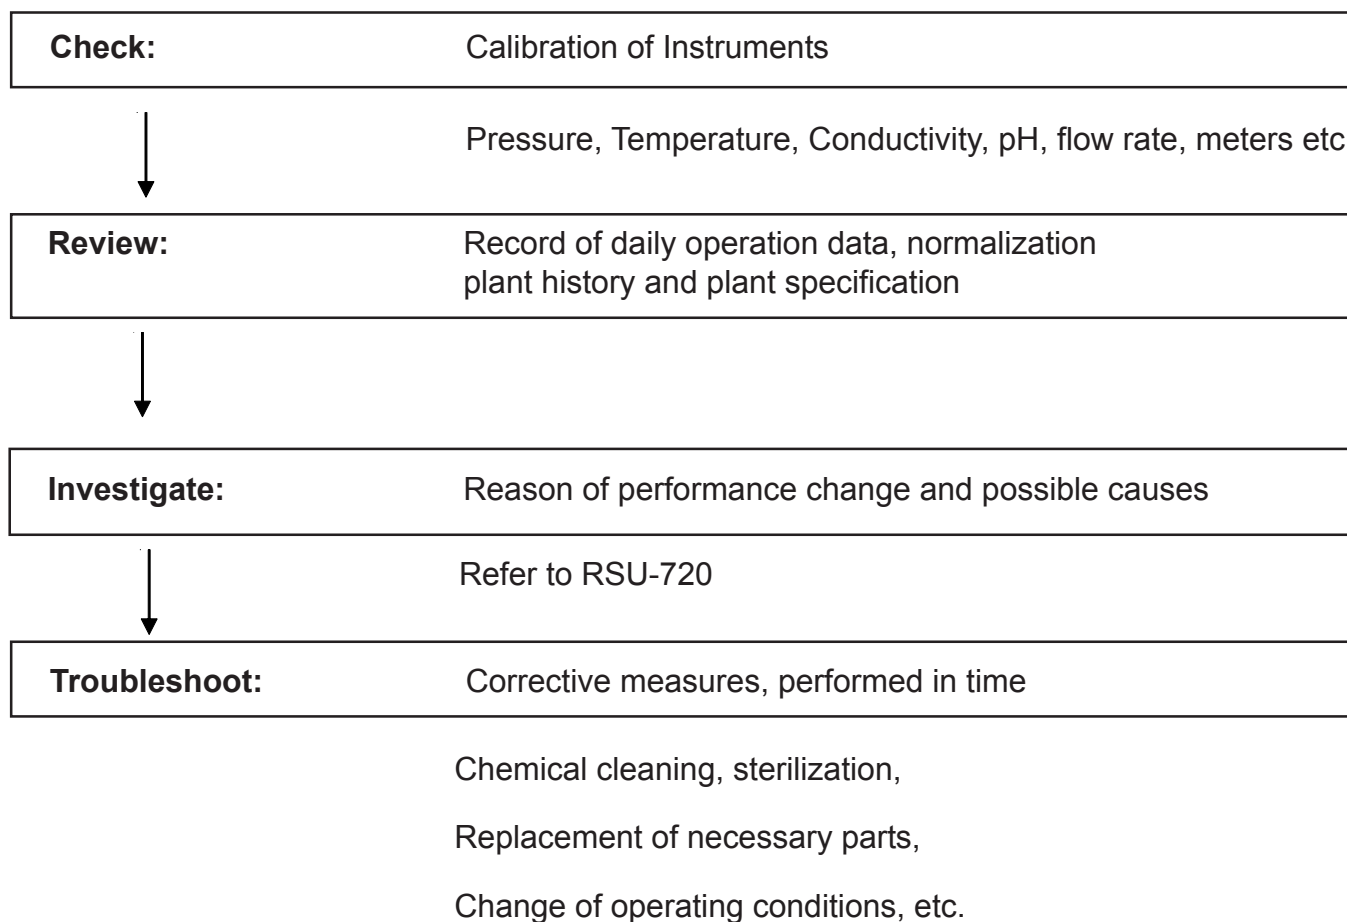 Check: Calibration of Instruments
Pressure, Temperature, Conductivity, pH, flow rate, meters etc
Review: Record of daily operation data, normalization
plant history and plant specification
Investigate: Reason of performance change and possible causes
Refer to RSU-720
Troubleshoot: Corrective measures, performed in time
Chemical cleaning, sterilization,
Replacement of necessary parts,
Change of operating conditions, etc.